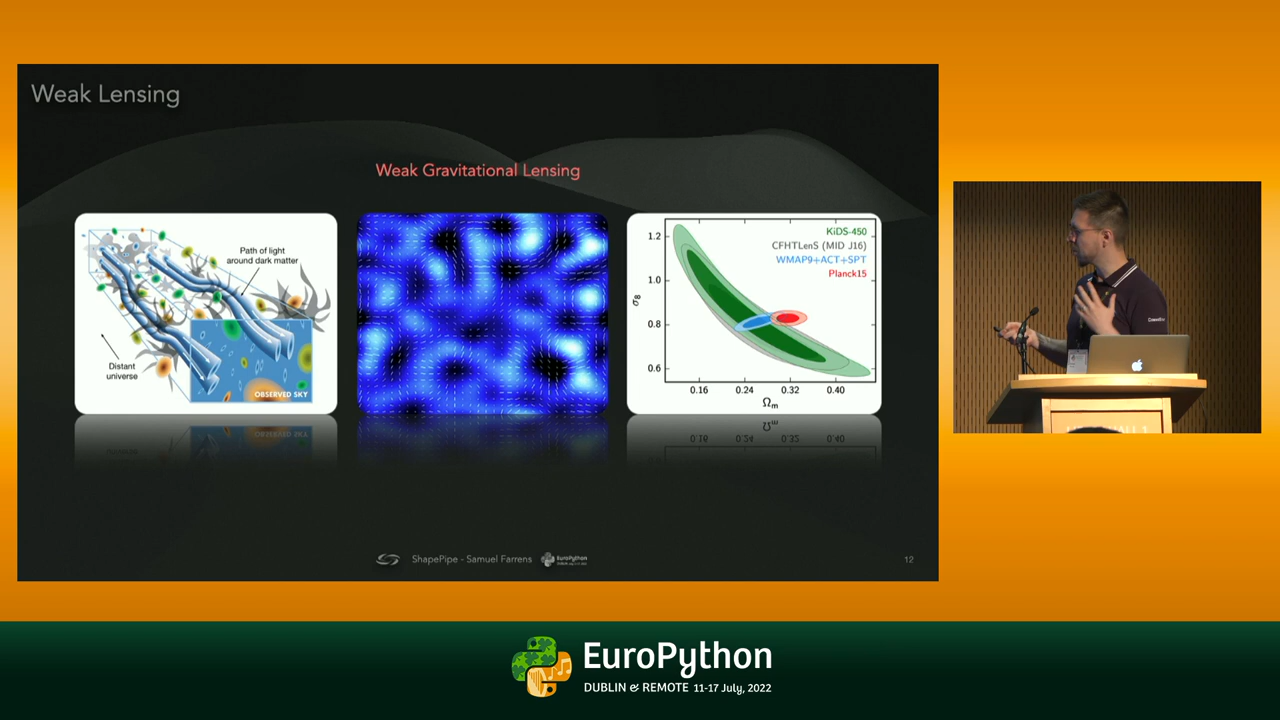 Weak Lensing
Weak Gravitational Lensing
Path of light
around dark matter
Distant
universe
OBSERVED SKY
KiDS-450
CFHTLenS (MID J16)
WMAP9+ACT+SPT
Planck15
1.2
1.0
0.8
0.6
σ8
0.16 0.24 0.32 0.40
Ωm
ShapePipe - Samuel Farrens
EuroPython
12
EuroPython
DUBLIN & REMOTE 11-17 July, 2022